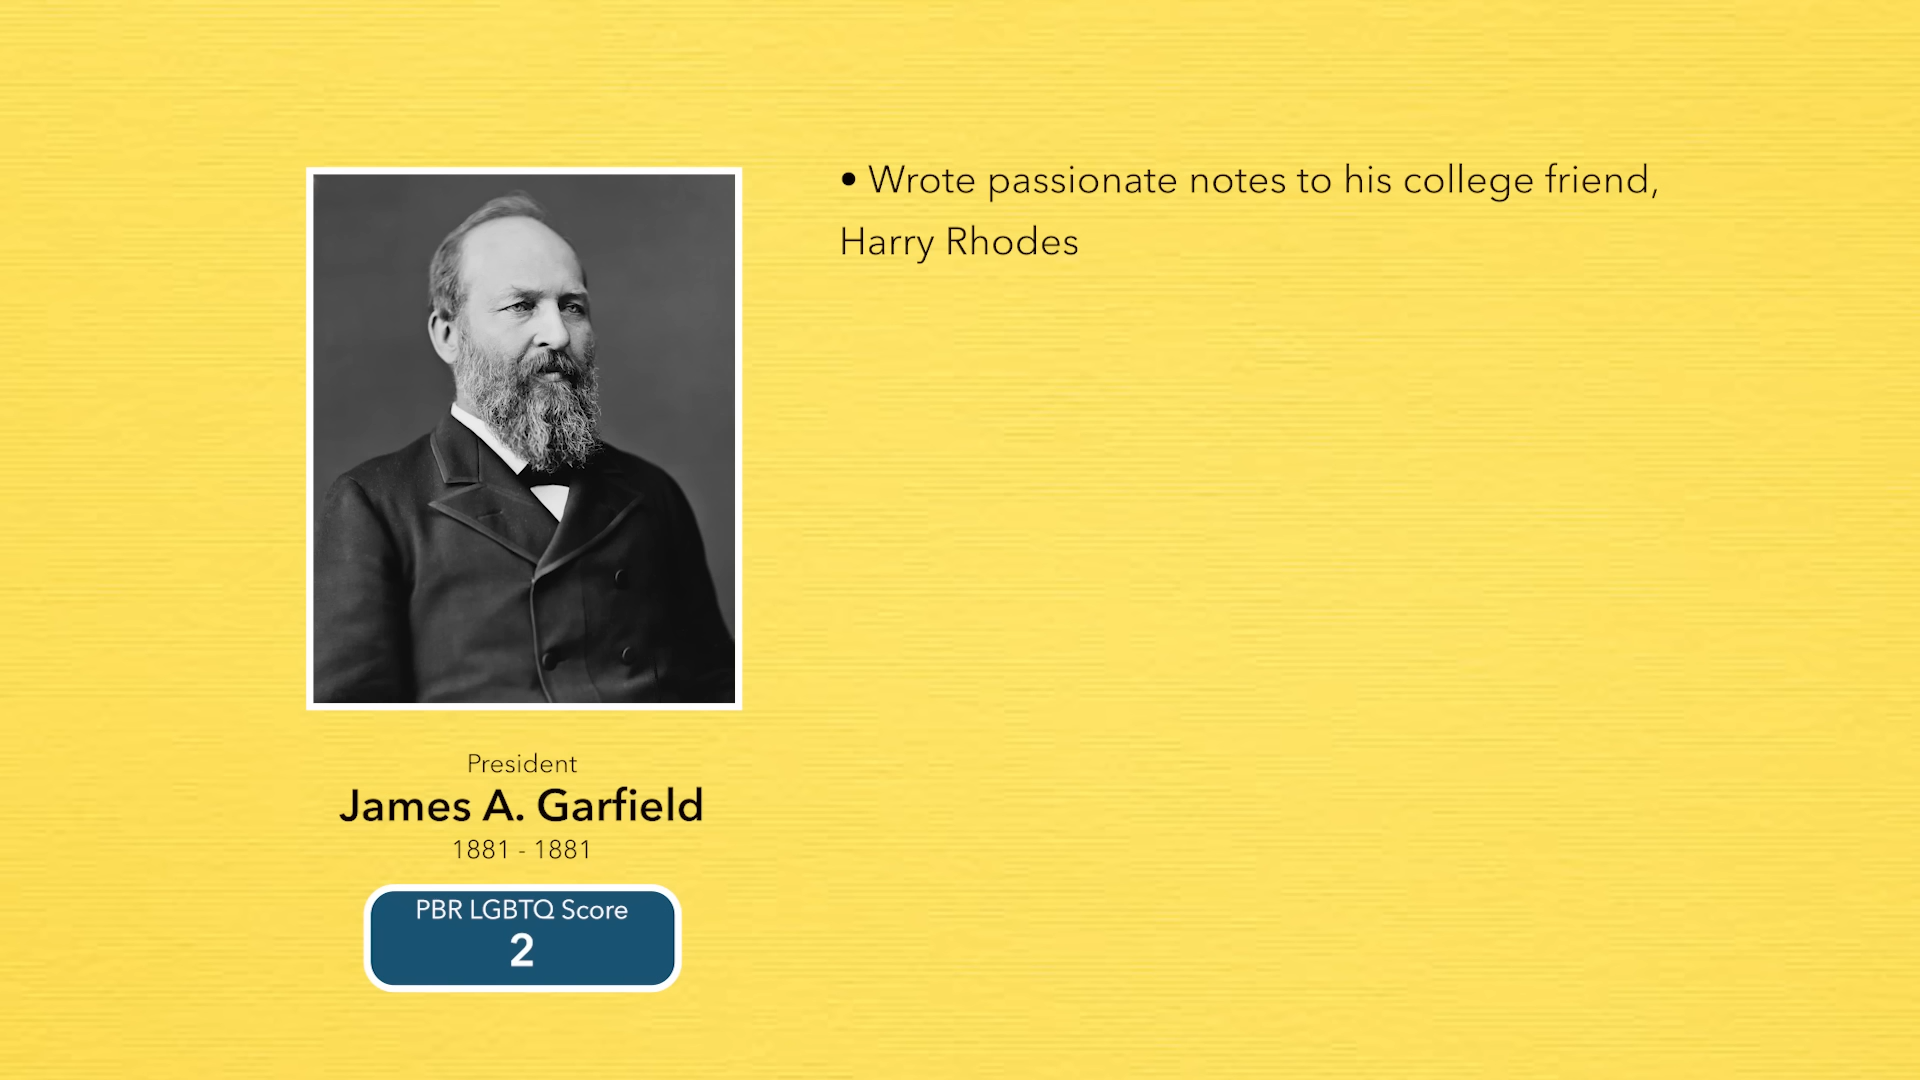 • Wrote passionate notes to his college friend,
Harry Rhodes
President
James A. Garfield
1881 - 1881
PBR LGBTQ Score
2